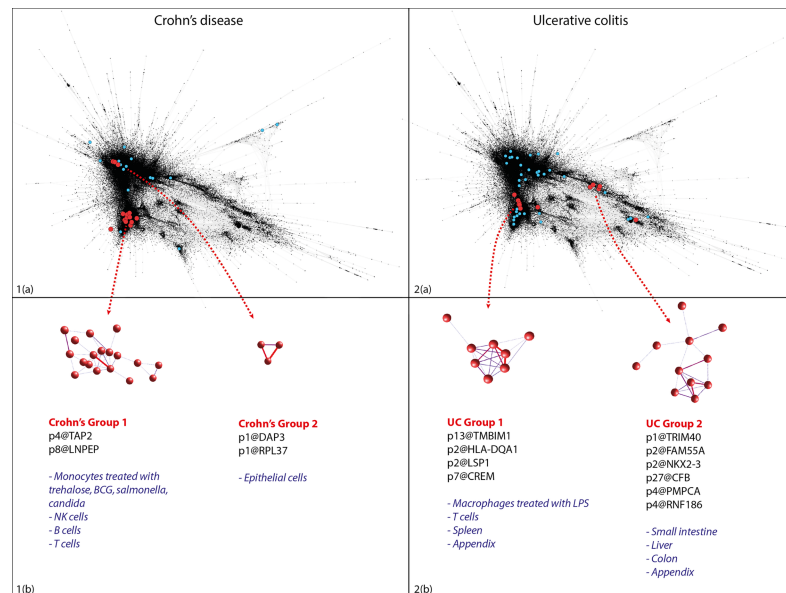 Crohn's disease
Ulcerative colitis
1(a)
2(a)
Crohn's Group 1
p4@TAP2
p8@LNPEP
- Monocytes treated with
trehalose, BCG, salmonella,
candida
- NK cells
- B cells
- T cells
Crohn's Group 2
p1@DAP3
p1@RPL37
- Epithelial cells
1(b)
UC Group 1
p13@TMBIM1
p2@HLA-DQA1
p2@LSP1
p7@CREM
- Macrophages treated with LPS
- T cells
- Spleen
- Appendix
UC Group 2
p1@TRIM40
p2@FAM55A
p2@NKX2-3
p27@CFB
p4@PMPCA
p4@RNF186
- Small intestine
- Liver
- Colon
- Appendix
2(b)